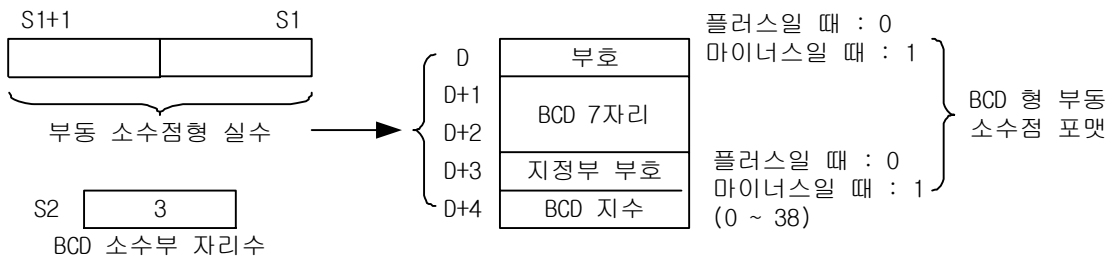 S1+1 S1
부동 소수점형 실수
S2 3
BCD 소수부 자리수
D 부호
D+1
D+2
BCD 7자리
D+3 지정부 부호
D+4 BCD 지수
플러스일 때 : 0
마이너스일 때 : 1
플러스일 때 : 0
마이너스일 때 : 1
(0 ~ 38)
BCD 형 부동
소수점 포맷